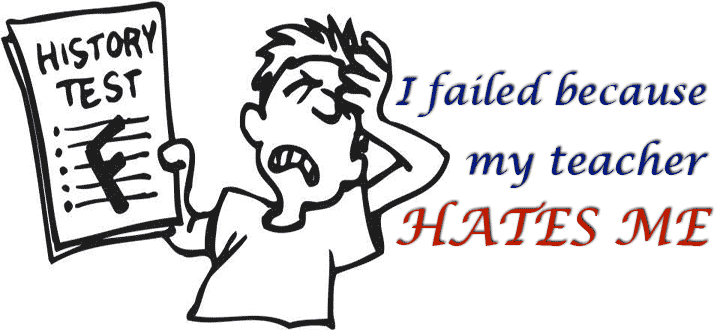 HISTORY
TEST
F
I failed because
my teacher
HATES ME